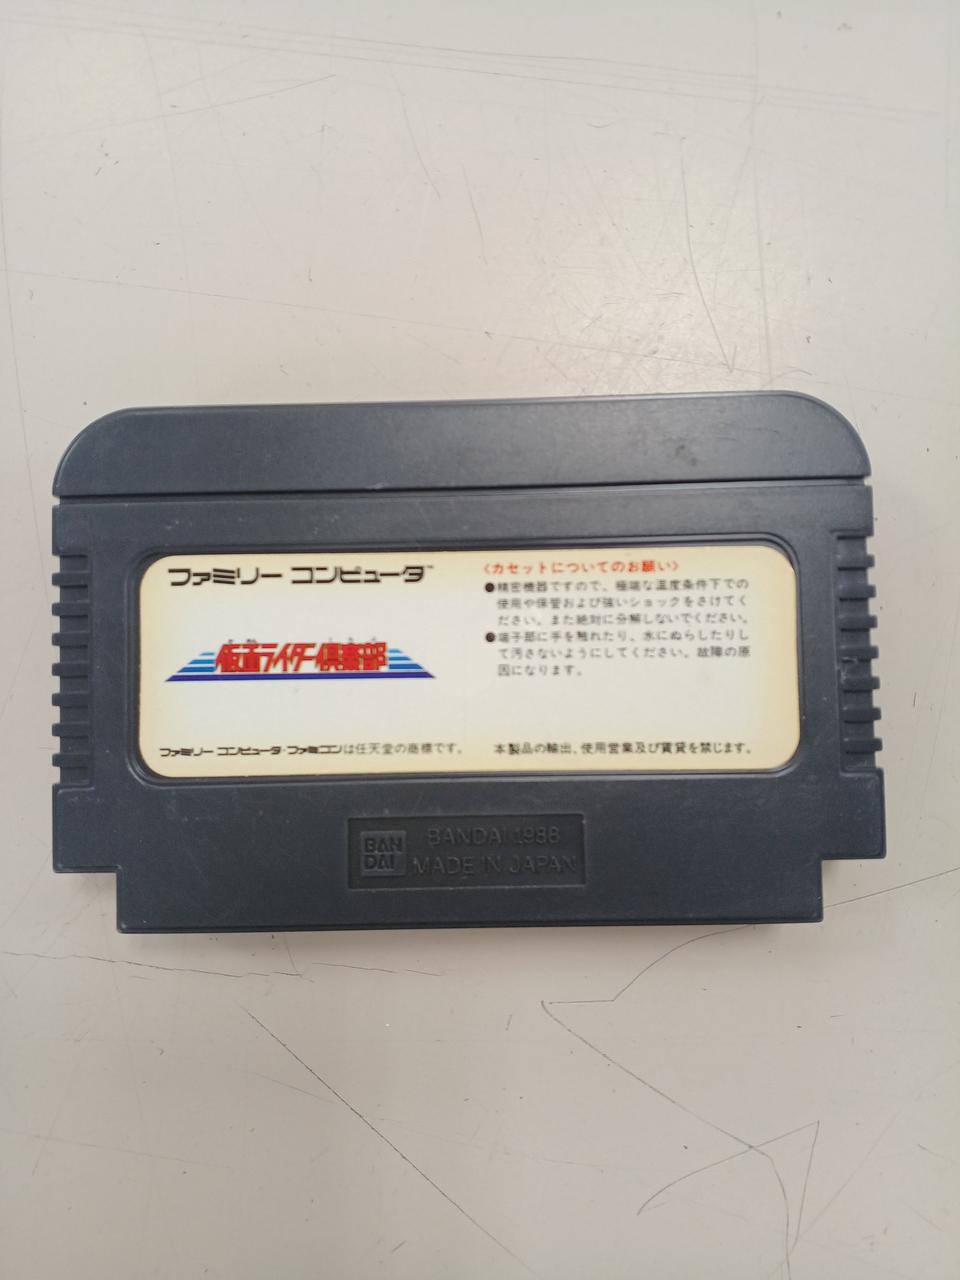 ファミリー コンピュータ™
かめん くらぶ
仮面ライダー倶楽部
〈カセットについてのお願い〉
●精密機器ですので、極端な温度条件下での
使用や保管および強いショックをさけてく
ださい。また絶対に分解しないでください。
●端子部に手を触れたり、水にぬらしたりし
て汚さないようにしてください。故障の原
因になります。
ファミリー コンピュータ・ファミコンは任天堂の商標です。
本製品の輸出、使用営業及び賃貸を禁じます。
BAN
DAI
BANDAI 1988
MADE IN JAPAN